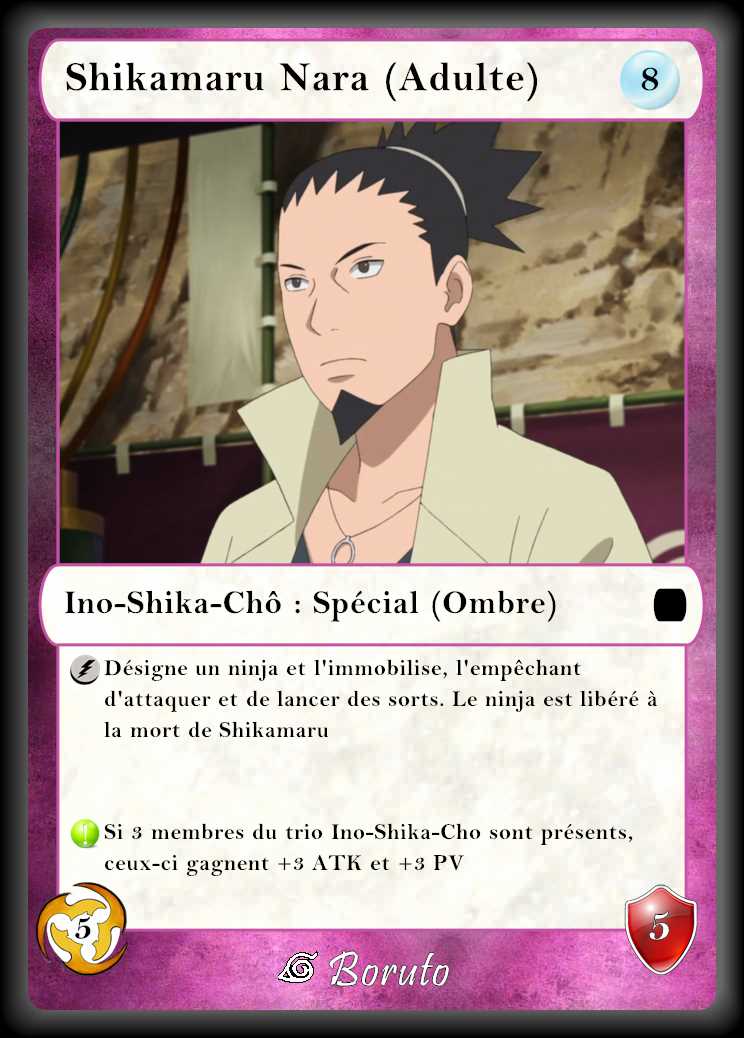 Shikamaru Nara (Adulte) 8
Ino-Shika-Chô : Spécial (Ombre)
Désigne un ninja et l'immobilise, l'empêchant
d'attaquer et de lancer des sorts. Le ninja est libéré à
la mort de Shikamaru
Si 3 membres du trio Ino-Shika-Cho sont présents,
ceux-ci gagnent +3 ATK et +3 PV
5 5
Boruto